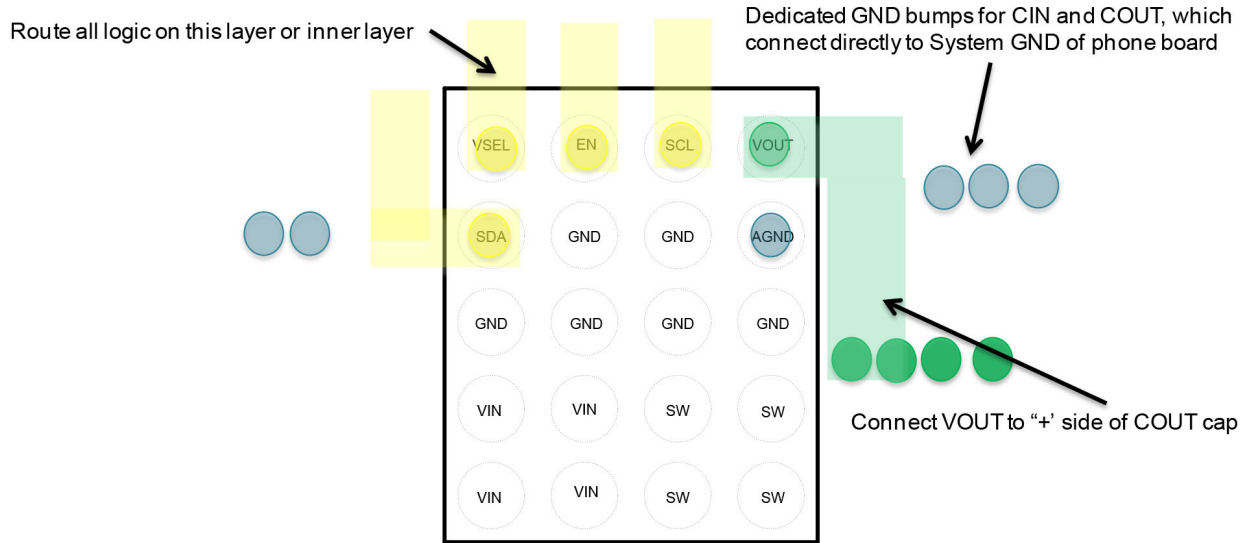 Route all logic on this layer or inner layer
Dedicated GND bumps for CIN and COUT, which
connect directly to System GND of phone board
VSEL EN SCL VOUT
SDA GND GND AGND
GND GND GND GND
VIN VIN SW SW
VIN VIN SW SW
Connect VOUT to “+’ side of COUT cap